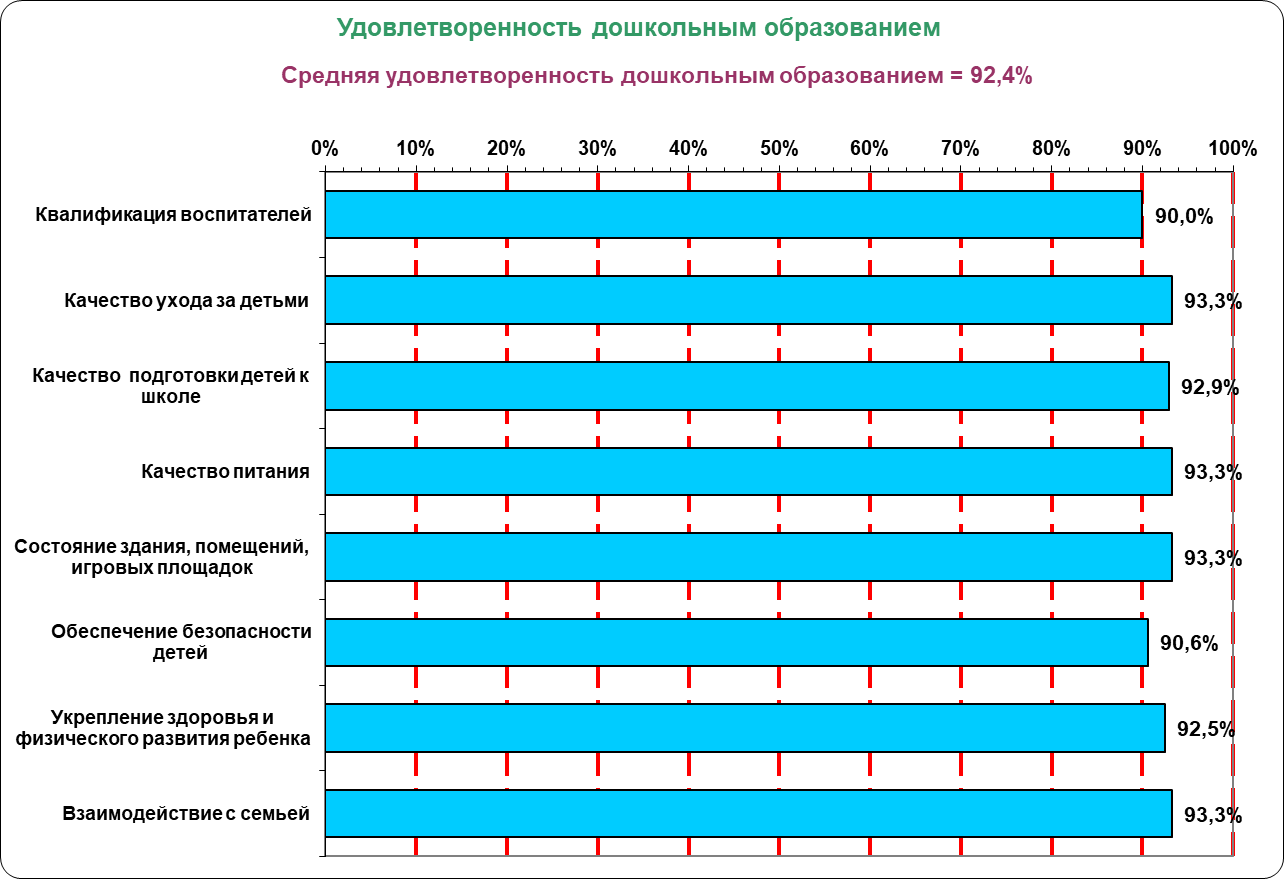 Удовлетворенность дошкольным образованием
Средняя удовлетворенность дошкольным образованием = 92,4%
0% 10% 20% 30% 40% 50% 60% 70% 80% 90% 100%
Квалификация воспитателей 90,0%
Качество ухода за детьми 93,3%
Качество подготовки детей к
школе
92,9%
Качество питания 93,3%
Состояние здания, помещений,
игровых площадок
93,3%
Обеспечение безопасности
детей
90,6%
Укрепление здоровья и
физического развития ребенка
92,5%
Взаимодействие с семьей 93,3%